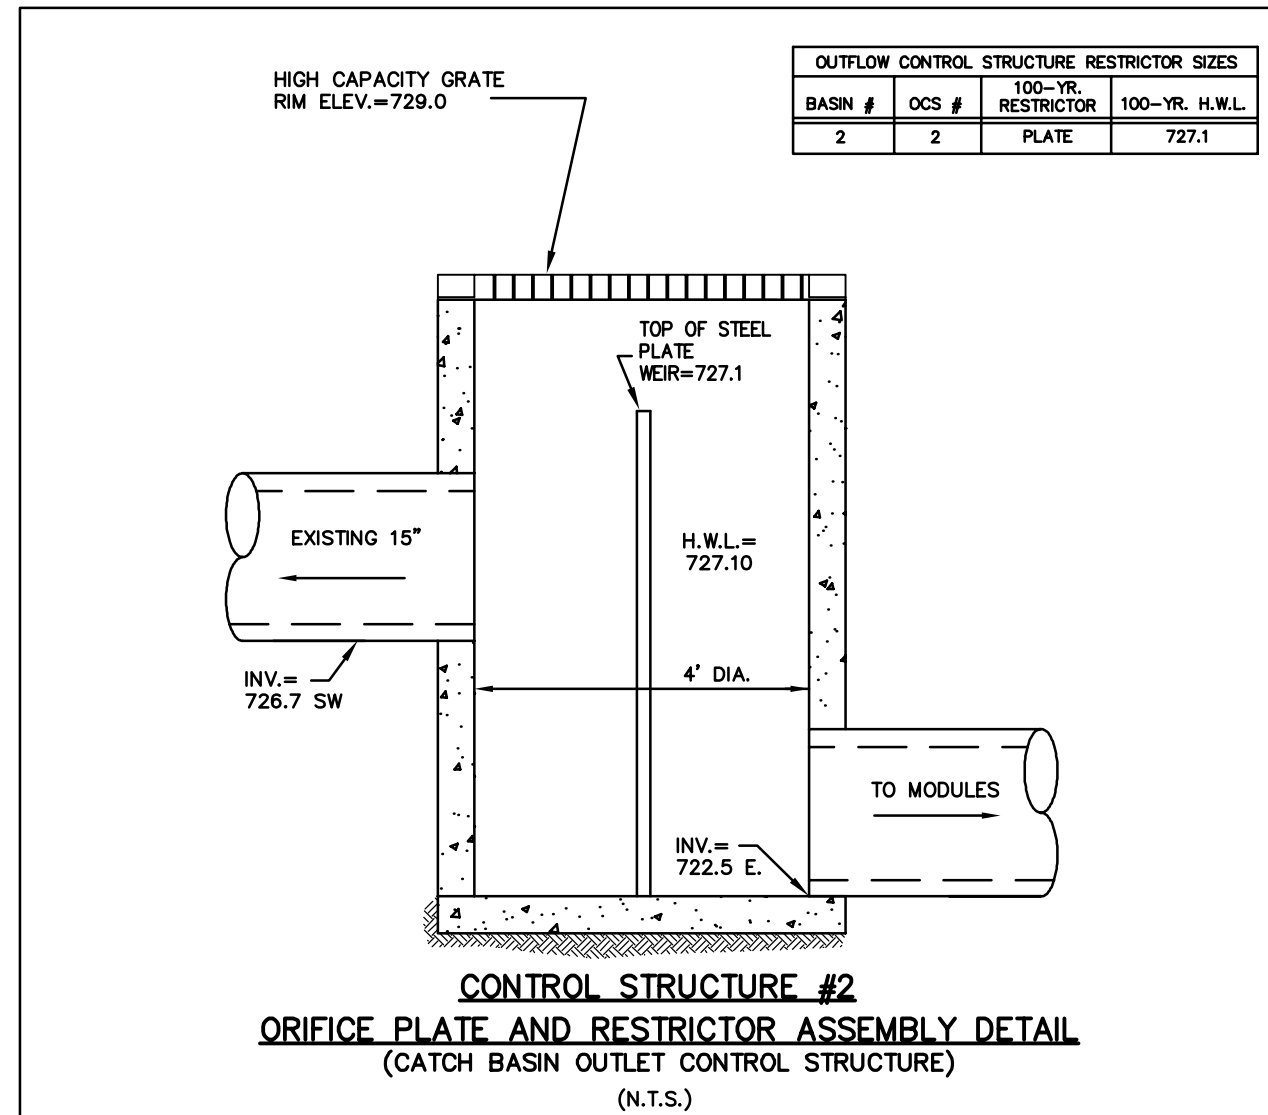 HIGH CAPACITY GRATE
RIM ELEV.=729.0
OUTFLOW CONTROL STRUCTURE RESTRICTOR SIZES
BASIN # OCS # 100-YR. RESTRICTOR 100-YR. H.W.L.
2 2 PLATE 727.1
TOP OF STEEL
PLATE
WEIR=727.1
EXISTING 15"
H.W.L.=
727.10
INV.=
726.7 SW
4' DIA.
TO MODULES
INV.=
722.5 E.
CONTROL STRUCTURE #2
ORIFICE PLATE AND RESTRICTOR ASSEMBLY DETAIL
(CATCH BASIN OUTLET CONTROL STRUCTURE)
(N.T.S.)